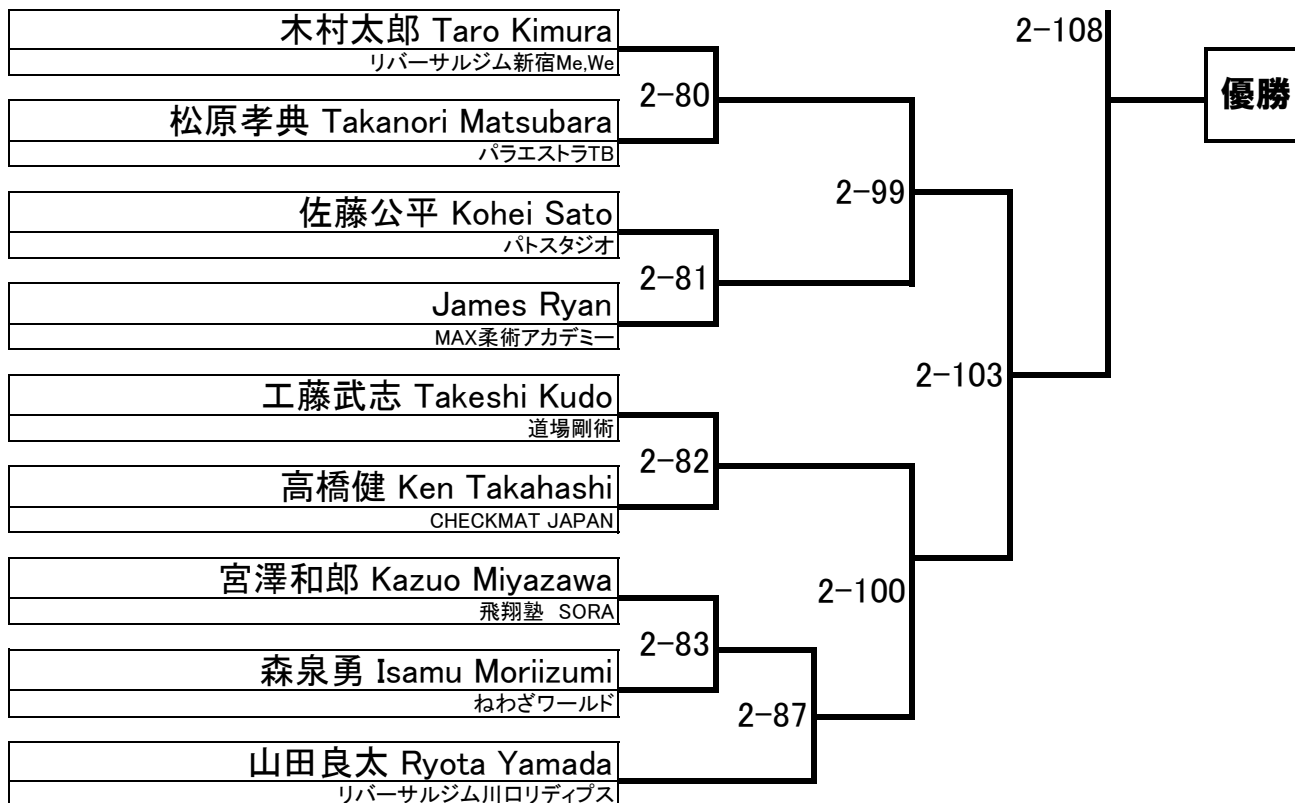 木村太郎 Taro Kimura
リバーサルジム新宿Me,We
松原孝典 Takanori Matsubara
パラエストラTB
佐藤公平 Kohei Sato
パトスタジオ
James Ryan
MAX柔術アカデミー
工藤武志 Takeshi Kudo
道場剛術
高橋健 Ken Takahashi
CHECKMAT JAPAN
宮澤和郎 Kazuo Miyazawa
飛翔塾 SORA
森泉勇 Isamu Moriizumi
ねわざワールド
山田良太 Ryota Yamada
リバーサルジム川口リディプス
2-80
2-81
2-82
2-83
2-87
2-99
2-100
2-103
2-108
優勝